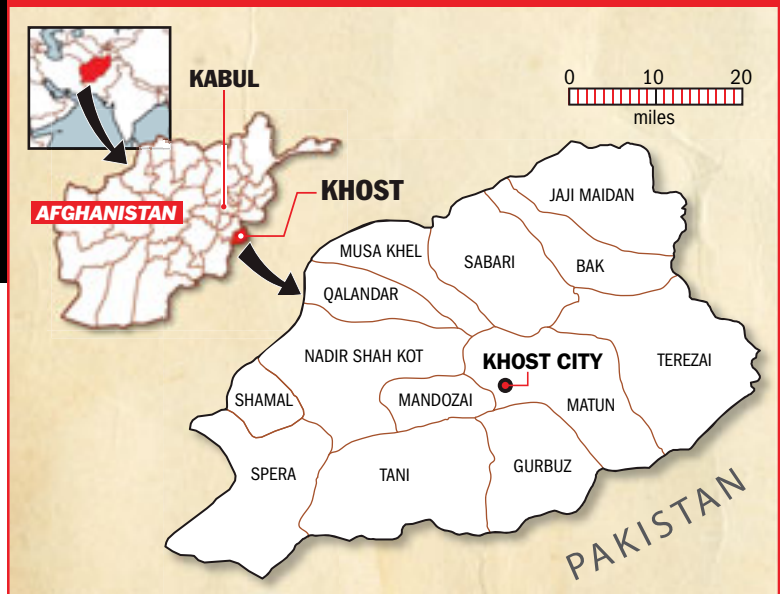 KABUL
0 10 20
miles
AFGHANISTAN
KHOST
JAJI MAIDAN
MUSA KHEL
SABARI
BAK
QALANDAR
NADIR SHAH KOT
KHOST CITY
TEREZAI
SHAMAL
MANDOZAI
MATUN
SPERA
TANI
GURBUZ
PAKISTAN